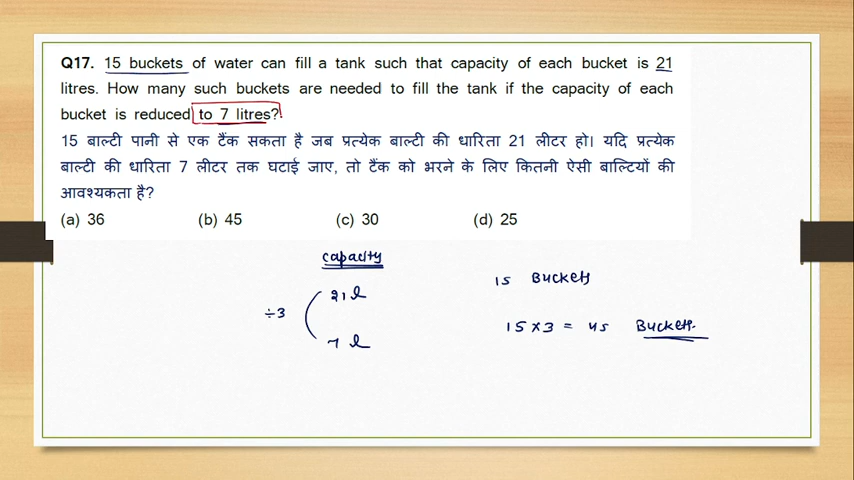 Q17. 15 buckets of water can fill a tank such that capacity of each bucket is 21
litres. How many such buckets are needed to fill the tank if the capacity of each
bucket is reduced to 7 litres?
15 बाल्टी पानी से एक टैंक सकता है जब प्रत्येक बाल्टी की धारिता 21 लीटर हो। यदि प्रत्येक
बाल्टी की धारिता 7 लीटर तक घटाई जाए, तो टैंक को भरने के लिए कितनी ऐसी बाल्टियों की
आवश्यकता है?
(a) 36 (b) 45 (c) 30 (d) 25
capacity
21 l 15 Buckets
÷3
7 l 15 × 3 = 45 Buckets.